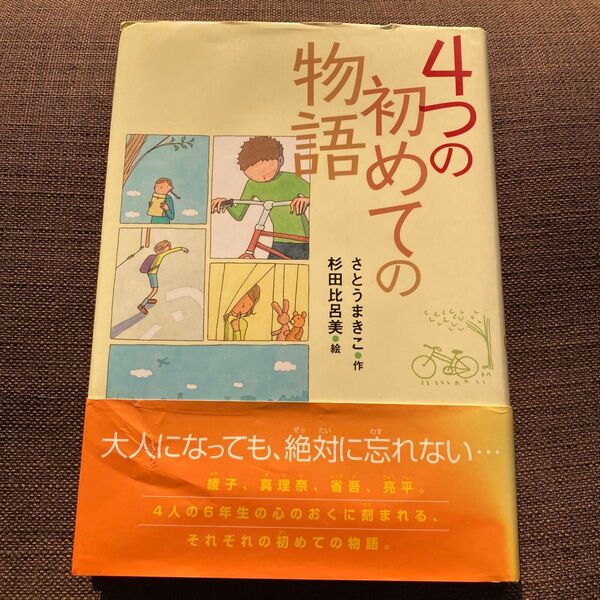 4つの
初めての
物語
さとうまきこ●作
杉田比呂美●絵
大人になっても、絶対に忘れない…
綾子、真理奈、省吾、亮平。
4人の6年生の心のおくに刻まれる、
それぞれの初めての物語。